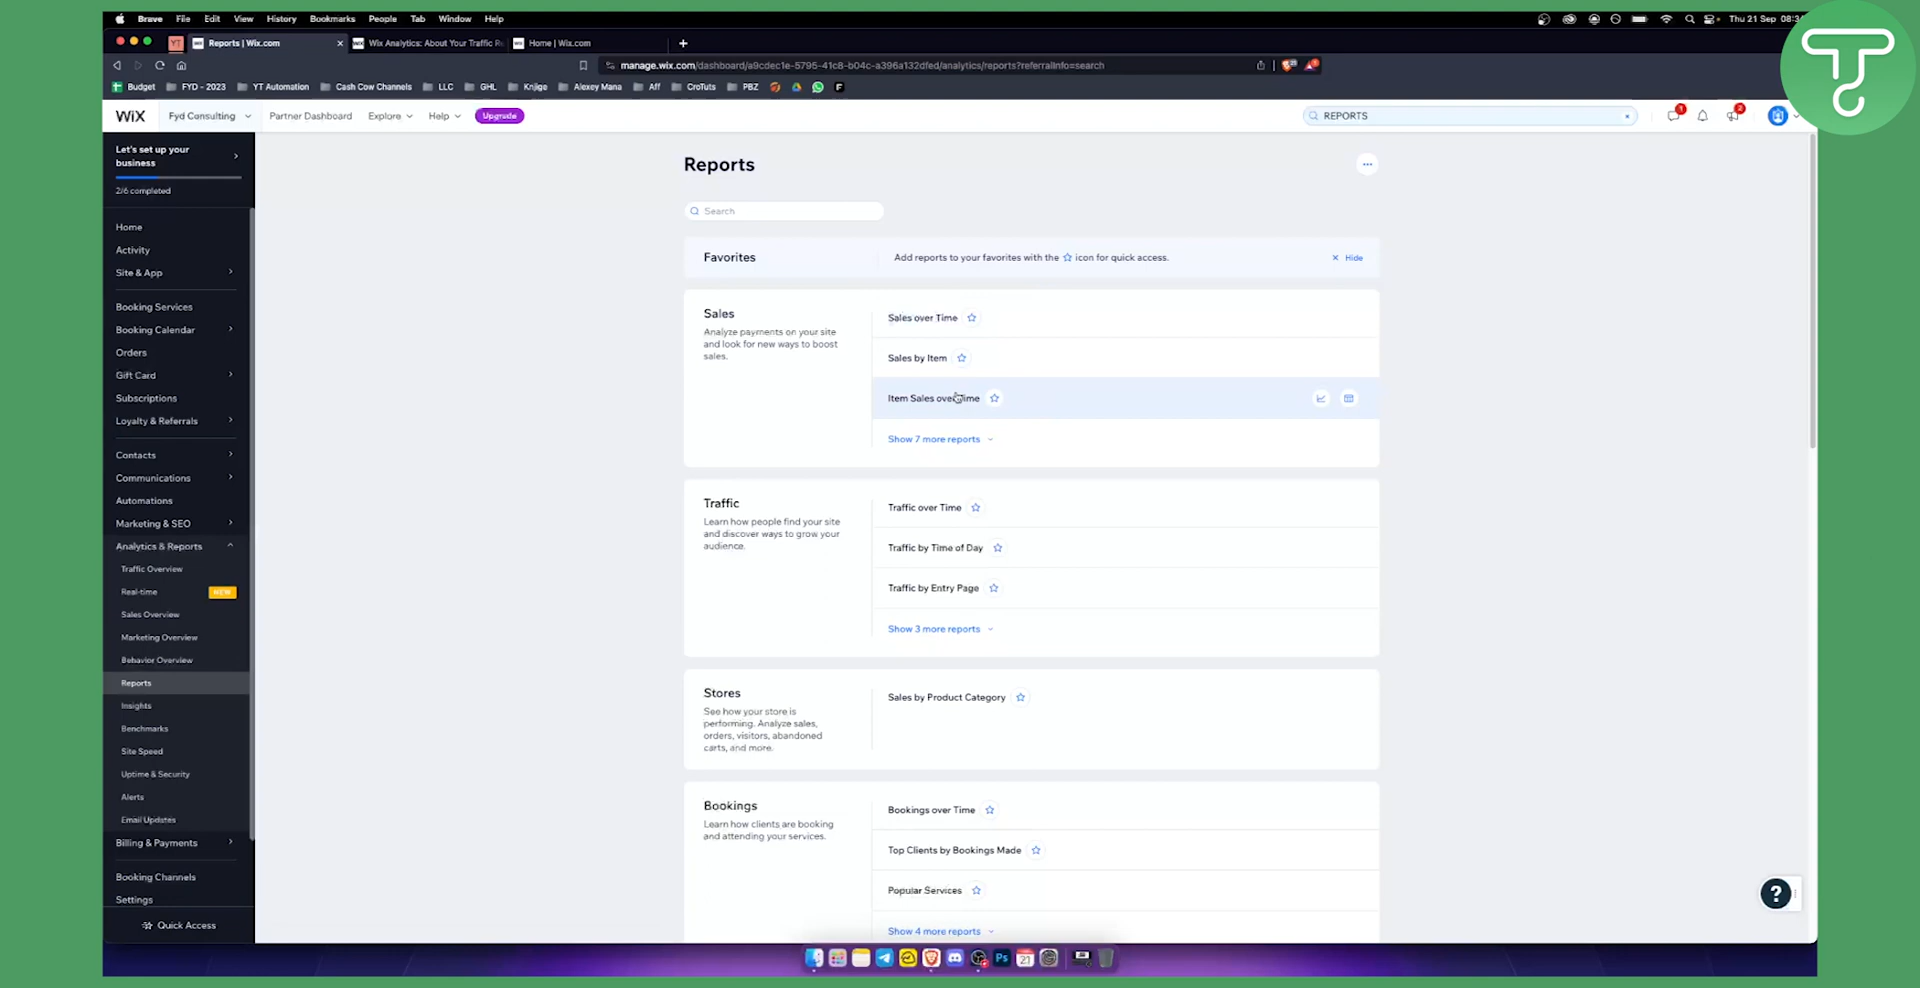 Brave File Edit View History Bookmarks People Tab Window Help
Thu 21 Sep 08:3
YT Reports | Wix.com Wix Analytics: About Your Traffic Re Home | Wix.com
manage.wix.com/dashboard/a9cdec1e-5795-41c8-b04c-a396a132dfed/analytics/reports?referralInfo=search
Budget FYD - 2023 YT Automation Cash Cow Channels LLC GHL Knjige Alexey Mana Aff CroTuts PBZ
WIX Fyd Consulting Partner Dashboard Explore Help Upgrade REPORTS 1 2
Let's set up your
business
2/6 completed
Home
Activity
Site & App
Booking Services
Booking Calendar
Orders
Gift Card
Subscriptions
Loyalty & Referrals
Contacts
Communications
Automations
Marketing & SEO
Analytics & Reports
Traffic Overview
Real-time NEW
Sales Overview
Marketing Overview
Behavior Overview
Reports
Insights
Benchmarks
Site Speed
Uptime & Security
Alerts
Email Updates
Billing & Payments
Booking Channels
Settings
Quick Access
Reports
Search
Favorites
Add reports to your favorites with the icon for quick access.
Hide
Sales
Analyze payments on your site
and look for new ways to boost
sales.
Sales over Time
Sales by Item
Item Sales over Time
Show 7 more reports
Traffic
Learn how people find your site
and discover ways to grow your
audience.
Traffic over Time
Traffic by Time of Day
Traffic by Entry Page
Show 3 more reports
Stores
See how your store is
performing. Analyze sales,
orders, visitors, abandoned
carts, and more.
Sales by Product Category
Bookings
Learn how clients are booking
and attending your services.
Bookings over Time
Top Clients by Bookings Made
Popular Services
Show 4 more reports
?
Ps 21